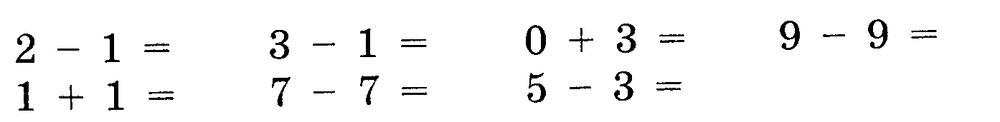 2 − 1 = 3 − 1 = 0 + 3 = 9 − 9 =
1 + 1 = 7 − 7 = 5 − 3 =